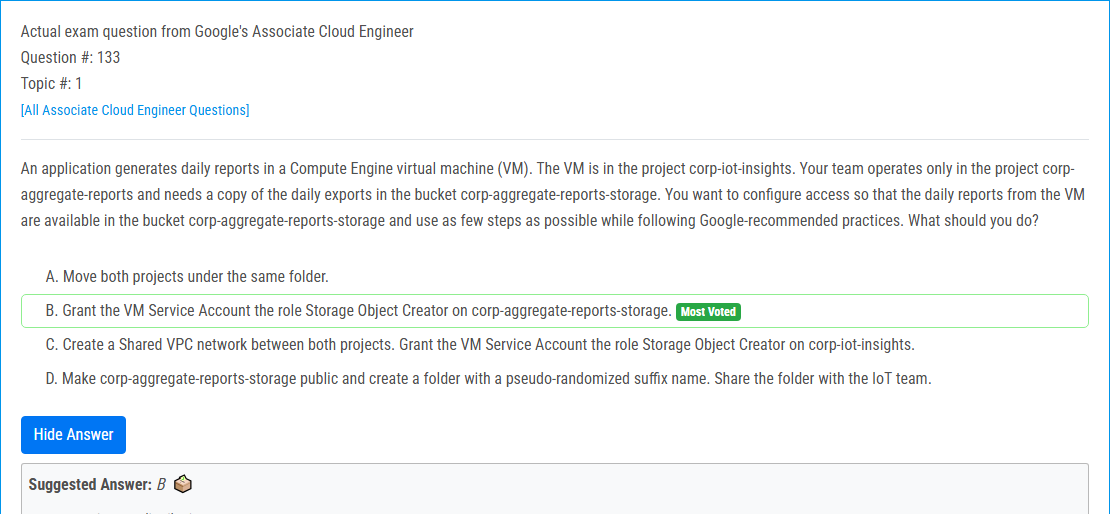 Actual exam question from Google's Associate Cloud Engineer
Question #: 133
Topic #: 1
[All Associate Cloud Engineer Questions]
An application generates daily reports in a Compute Engine virtual machine (VM). The VM is in the project corp-iot-insights. Your team operates only in the project corp-
aggregate-reports and needs a copy of the daily exports in the bucket corp-aggregate-reports-storage. You want to configure access so that the daily reports from the VM
are available in the bucket corp-aggregate-reports-storage and use as few steps as possible while following Google-recommended practices. What should you do?
A. Move both projects under the same folder.
B. Grant the VM Service Account the role Storage Object Creator on corp-aggregate-reports-storage. Most Voted
C. Create a Shared VPC network between both projects. Grant the VM Service Account the role Storage Object Creator on corp-iot-insights.
D. Make corp-aggregate-reports-storage public and create a folder with a pseudo-randomized suffix name. Share the folder with the IoT team.
Hide Answer
Suggested Answer: B